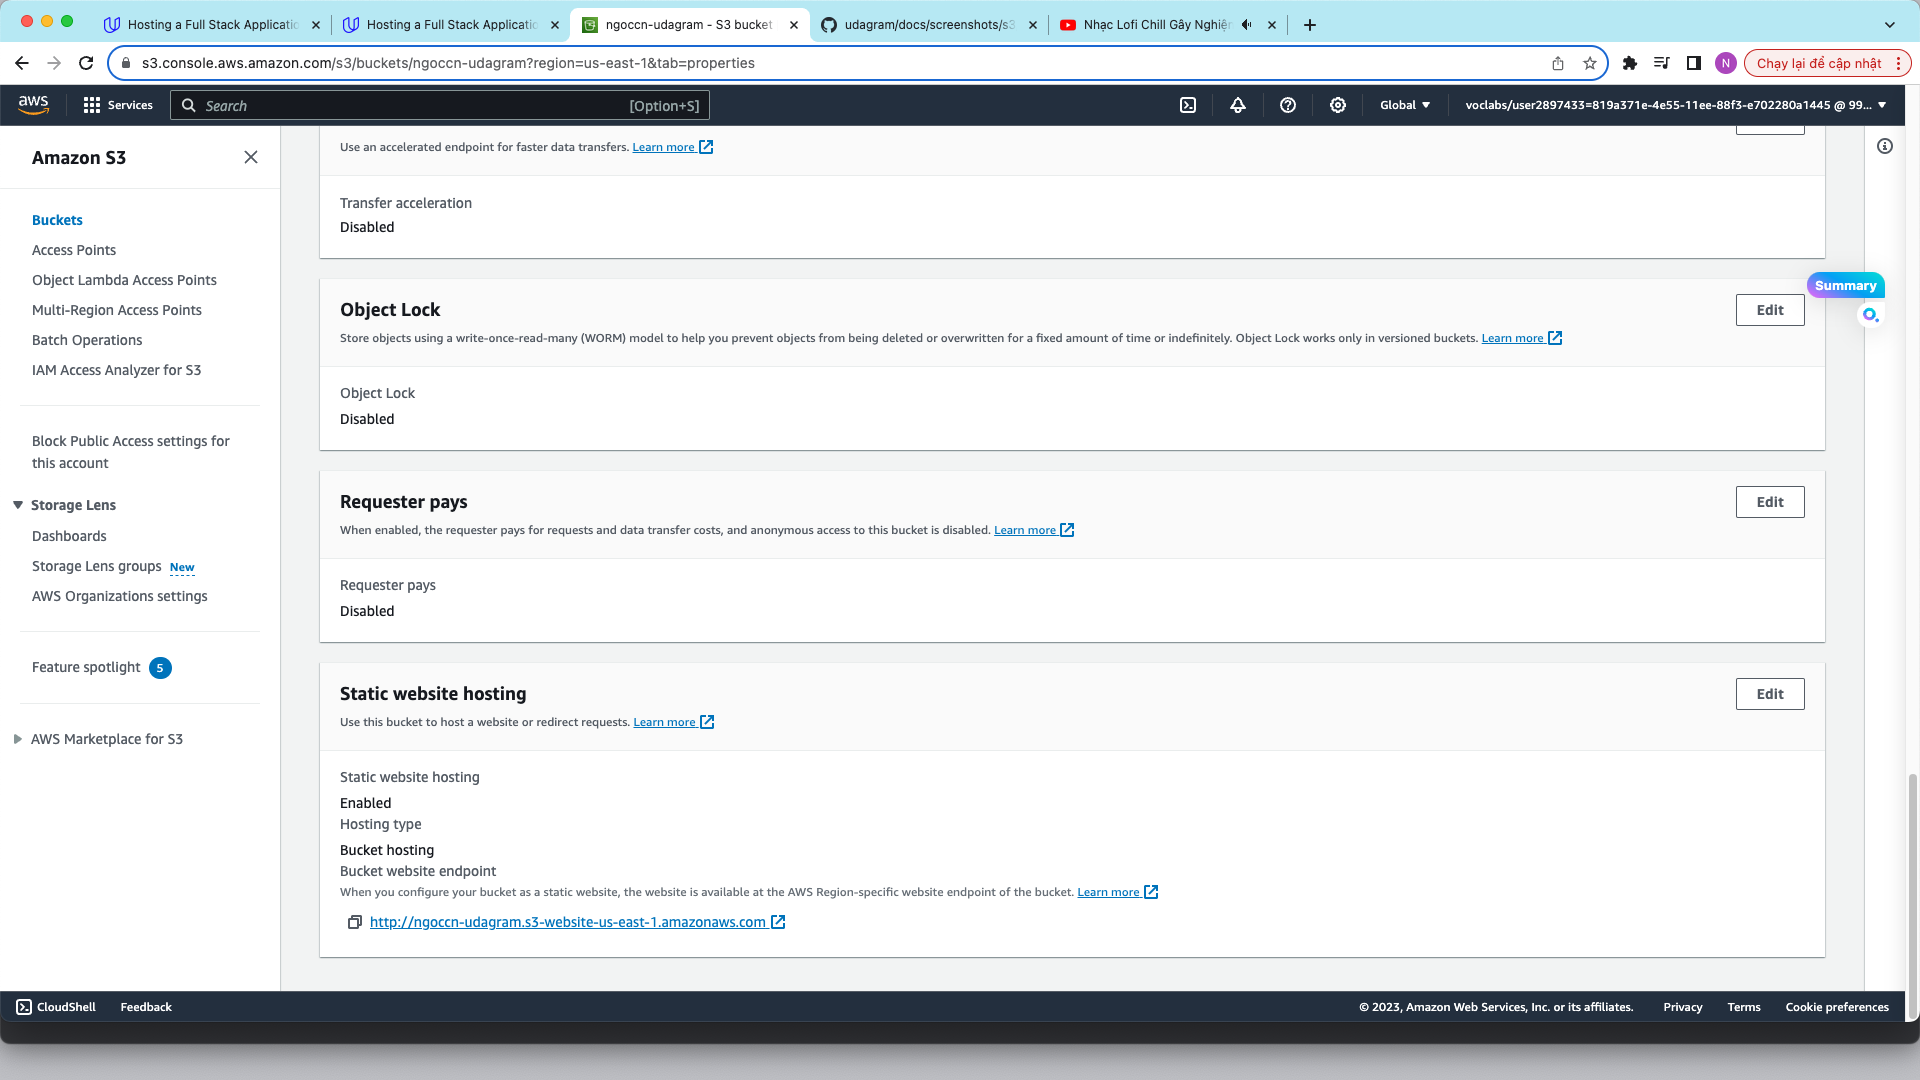 Hosting a Full Stack Applicatio
Hosting a Full Stack Applicatio
ngoccn-udagram - S3 bucket
udagram/docs/screenshots/s3
Nhạc Lofi Chill Gây Nghiện
s3.console.aws.amazon.com/s3/buckets/ngoccn-udagram?region=us-east-1&tab=properties
N
Chạy lại để cập nhật
aws
Services
Search
[Option+S]
Global
voclabs/user2897433=819a371e-4e55-11ee-88f3-e702280a1445 @ 99...
Amazon S3
Buckets
Access Points
Object Lambda Access Points
Multi-Region Access Points
Batch Operations
IAM Access Analyzer for S3
Block Public Access settings for
this account
Storage Lens
Dashboards
Storage Lens groups New
AWS Organizations settings
Feature spotlight 5
AWS Marketplace for S3
Use an accelerated endpoint for faster data transfers. Learn more
Transfer acceleration
Disabled
Object Lock
Edit
Store objects using a write-once-read-many (WORM) model to help you prevent objects from being deleted or overwritten for a fixed amount of time or indefinitely. Object Lock works only in versioned buckets. Learn more
Object Lock
Disabled
Requester pays
Edit
When enabled, the requester pays for requests and data transfer costs, and anonymous access to this bucket is disabled. Learn more
Requester pays
Disabled
Static website hosting
Edit
Use this bucket to host a website or redirect requests. Learn more
Static website hosting
Enabled
Hosting type
Bucket hosting
Bucket website endpoint
When you configure your bucket as a static website, the website is available at the AWS Region-specific website endpoint of the bucket. Learn more
http://ngoccn-udagram.s3-website-us-east-1.amazonaws.com
Summary
CloudShell
Feedback
© 2023, Amazon Web Services, Inc. or its affiliates.
Privacy
Terms
Cookie preferences